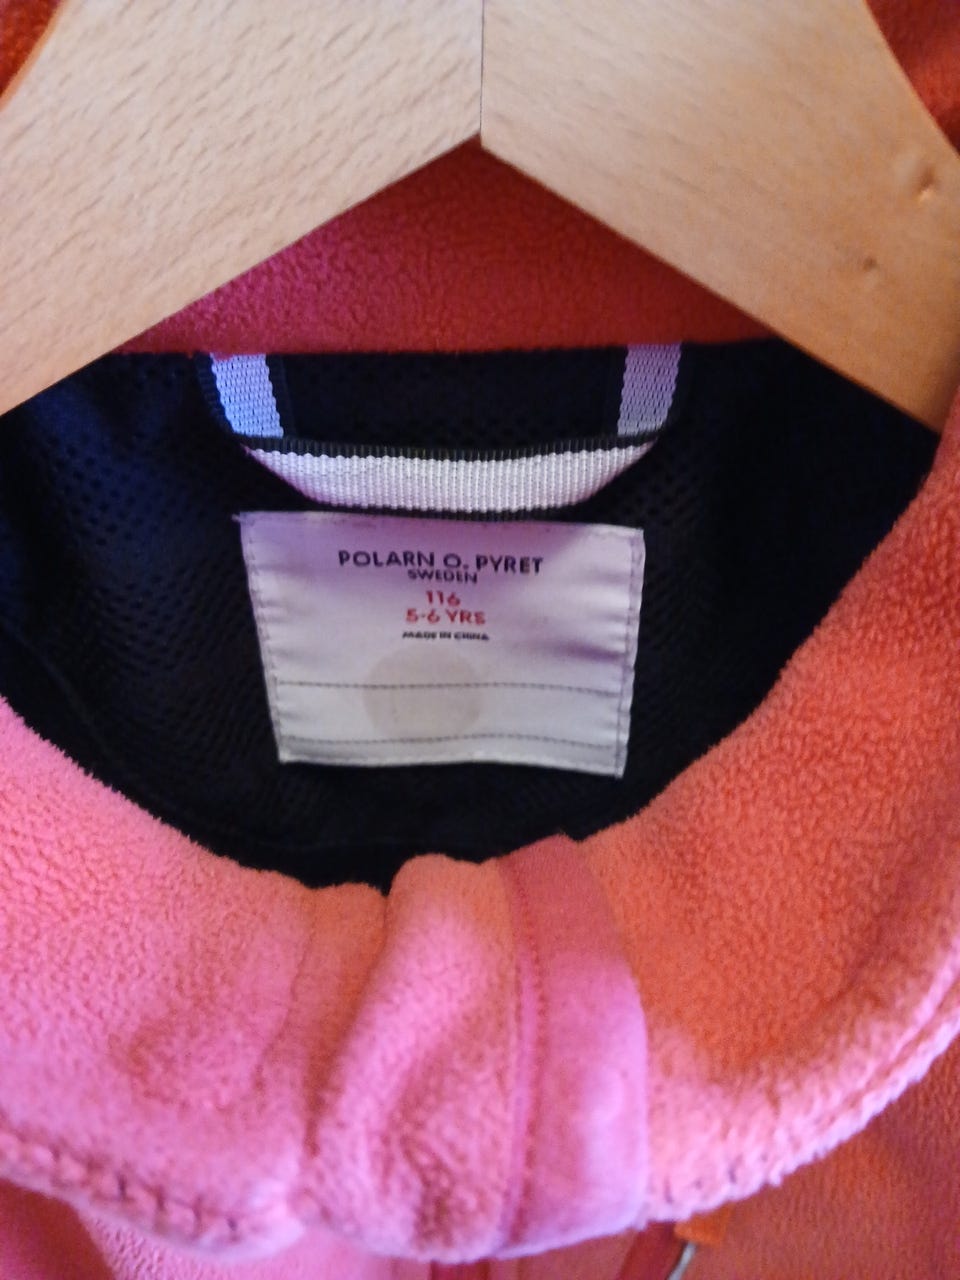 POLARN O. PYRET
SWEDEN
116
5-6 YRS
MADE IN CHINA